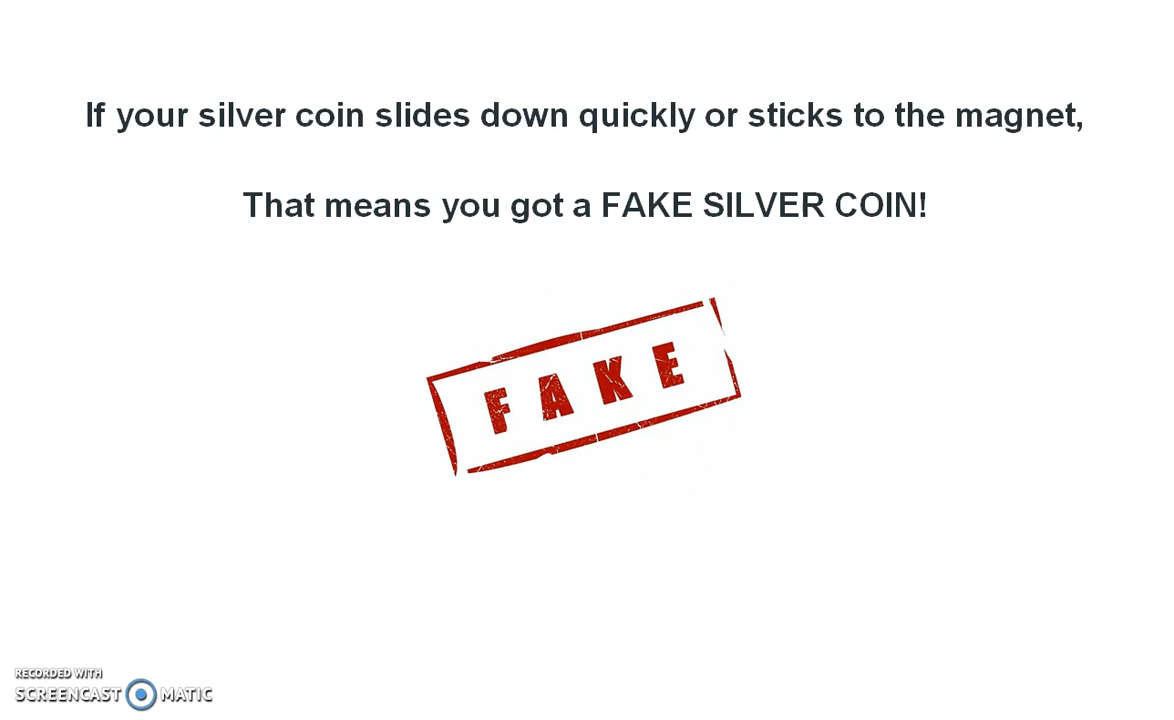 If your silver coin slides down quickly or sticks to the magnet,
That means you got a FAKE SILVER COIN!
FAKE
RECORDED WITH
SCREENCAST MATIC